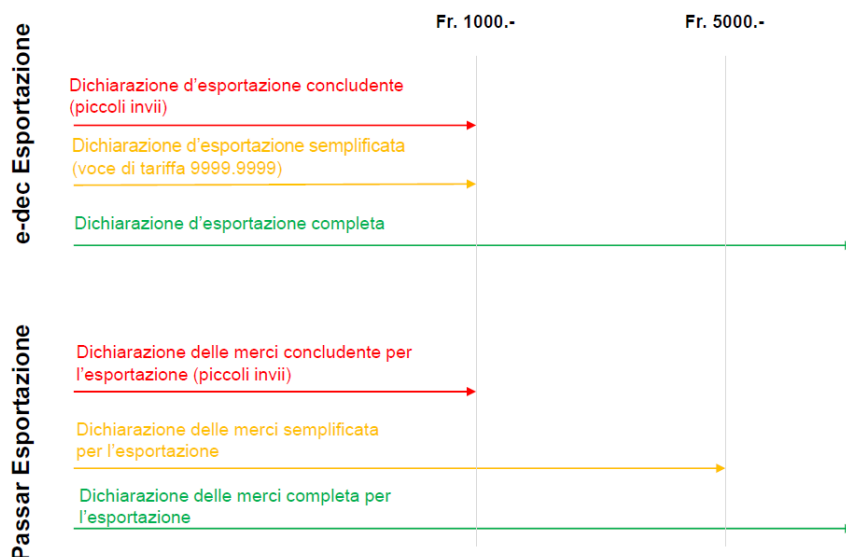 Fr. 1000.-
Fr. 5000.-
e-dec Esportazione
Dichiarazione d'esportazione concludente
(piccoli invii)
Dichiarazione d'esportazione semplificata
(voce di tariffa 9999.9999)
Dichiarazione d'esportazione completa
Passar Esportazione
Dichiarazione delle merci concludente per
l'esportazione (piccoli invii)
Dichiarazione delle merci semplificata
per l'esportazione
Dichiarazione delle merci completa per
l'esportazione